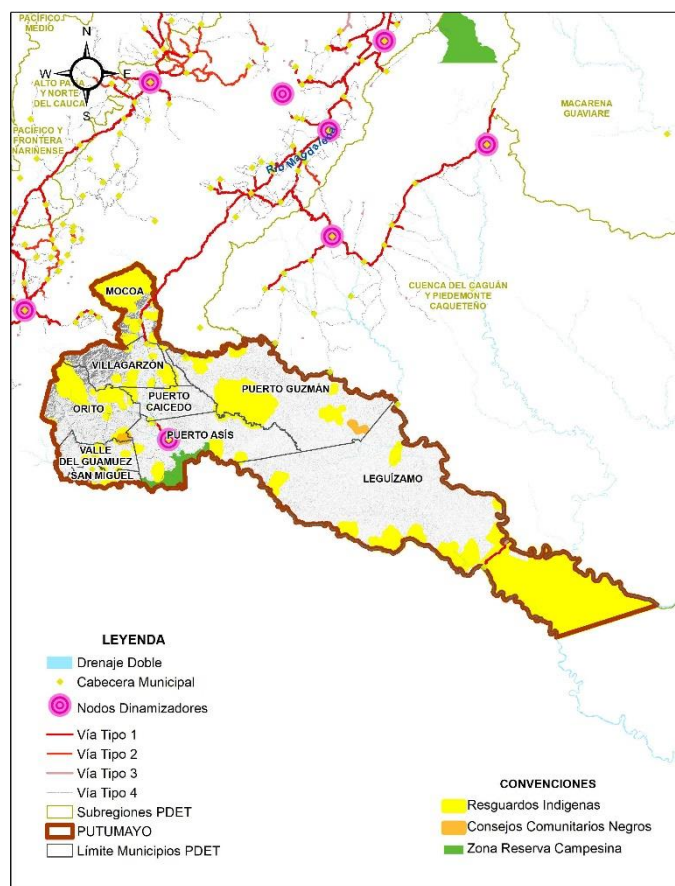 PACÍFICO
MEDIO
N
W
E
S
ALTO PATÍA
Y NORTE
DEL CAUCA
PACÍFICO Y
FRONTERA
NARIÑENSE
Río Magdalena
MACARENA
GUAVIARE
CUENCA DEL CAGUÁN
Y PIEDEMONTE
CAQUETEÑO
MOCOA
VILLAGARZÓN
PUERTO GUZMÁN
ORITO
PUERTO
CAICEDO
PUERTO ASÍS
VALLE
DEL GUAMUEZ
SAN MIGUEL
LEGUÍZAMO
LEYENDA
Drenaje Doble
Cabecera Municipal
Nodos Dinamizadores
Vía Tipo 1
Vía Tipo 2
Vía Tipo 3
Vía Tipo 4
Subregiones PDET
PUTUMAYO
Límite Municipios PDET
CONVENCIONES
Resguardos Indigenas
Consejos Comunitarios Negros
Zona Reserva Campesina